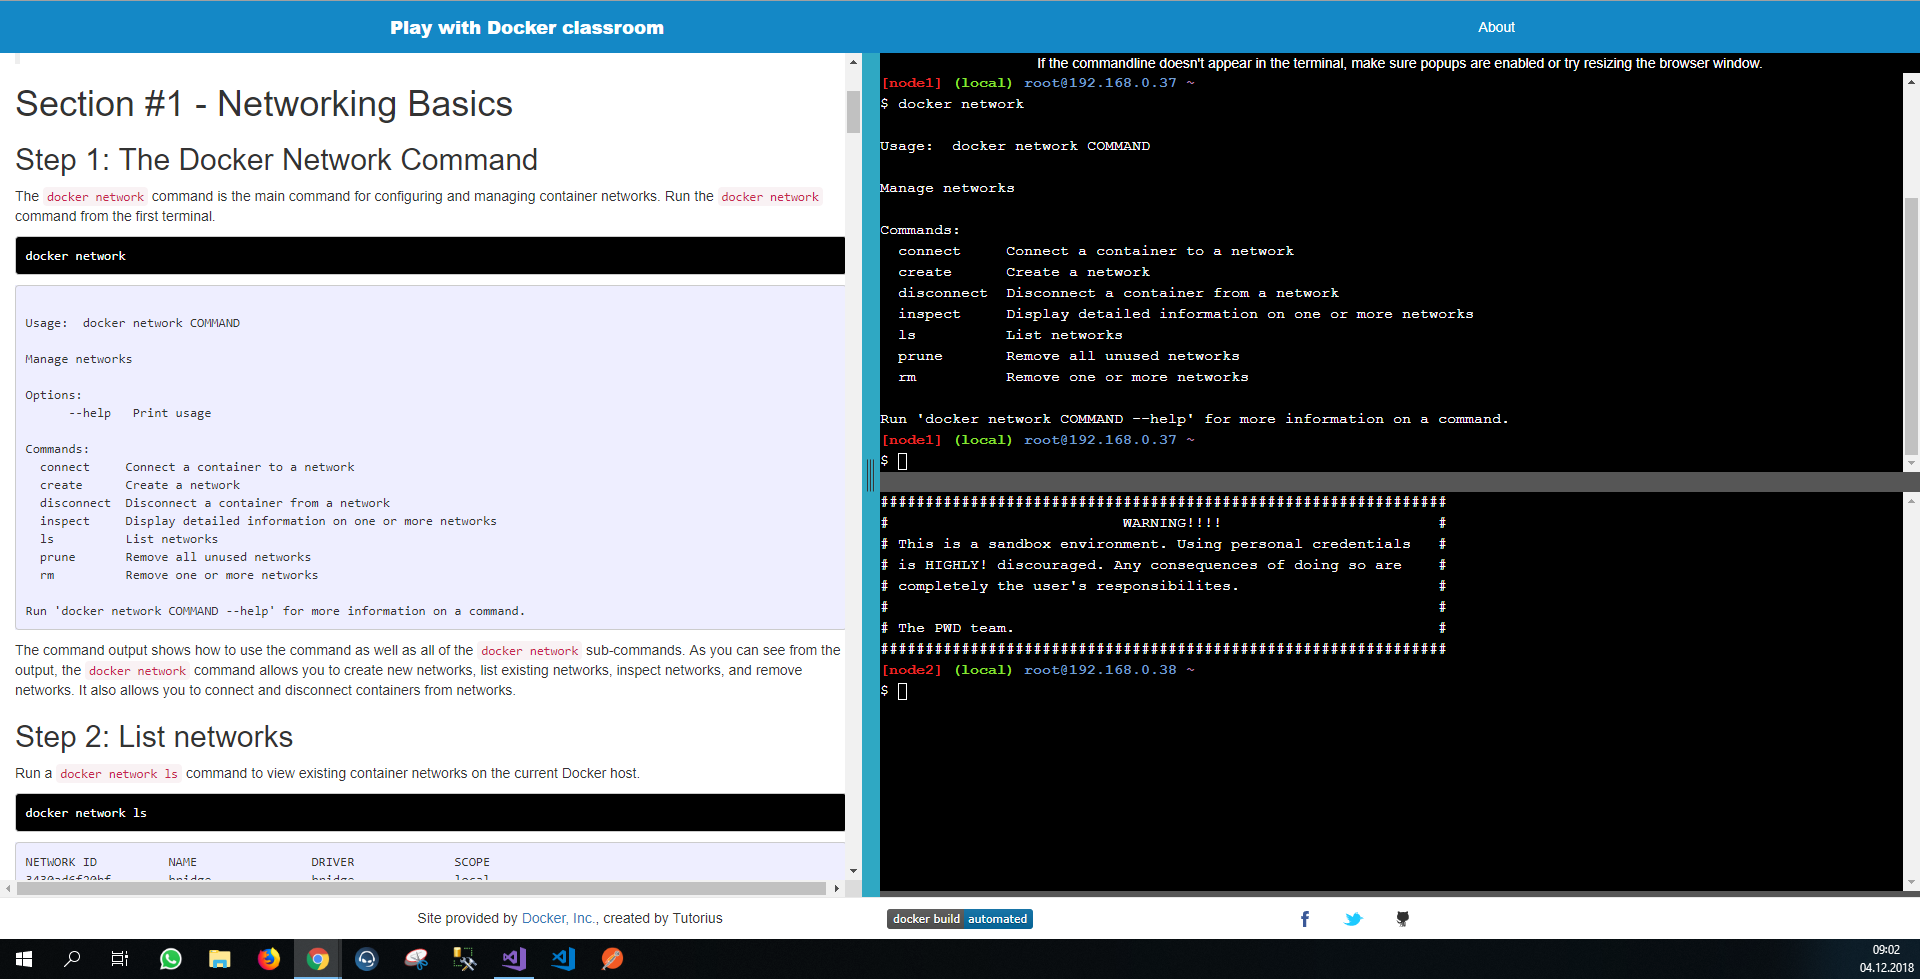 Play with Docker classroom
About
Section #1 - Networking Basics
Step 1: The Docker Network Command
The docker network command is the main command for configuring and managing container networks. Run the docker network
command from the first terminal.
docker network
Usage:  docker network COMMAND
Manage networks
Options:
      --help   Print usage
Commands:
  connect     Connect a container to a network
  create      Create a network
  disconnect  Disconnect a container from a network
  inspect     Display detailed information on one or more networks
  ls          List networks
  prune       Remove all unused networks
  rm          Remove one or more networks
Run 'docker network COMMAND --help' for more information on a command.
The command output shows how to use the command as well as all of the docker network sub-commands. As you can see from the
output, the docker network command allows you to create new networks, list existing networks, inspect networks, and remove
networks. It also allows you to connect and disconnect containers from networks.
Step 2: List networks
Run a docker network ls command to view existing container networks on the current Docker host.
docker network ls
NETWORK ID          NAME                DRIVER              SCOPE
bridge              bridge              local
If the commandline doesn't appear in the terminal, make sure popups are enabled or try resizing the browser window.
[node1] (local) root@192.168.0.37 ~
$ docker network
Usage:  docker network COMMAND
Manage networks
Commands:
  connect     Connect a container to a network
  create      Create a network
  disconnect  Disconnect a container from a network
  inspect     Display detailed information on one or more networks
  ls          List networks
  prune       Remove all unused networks
  rm          Remove one or more networks
Run 'docker network COMMAND --help' for more information on a command.
[node1] (local) root@192.168.0.37 ~
$
###############################################################
#                          WARNING!!!!                        #
# This is a sandbox environment. Using personal credentials   #
# is HIGHLY! discouraged. Any consequences of doing so are    #
# completely the user's responsibilites.                      #
#                                                             #
# The PWD team.                                               #
###############################################################
[node2] (local) root@192.168.0.38 ~
$
Site provided by Docker, Inc., created by Tutorius
docker build automated
09:02
04.12.2018